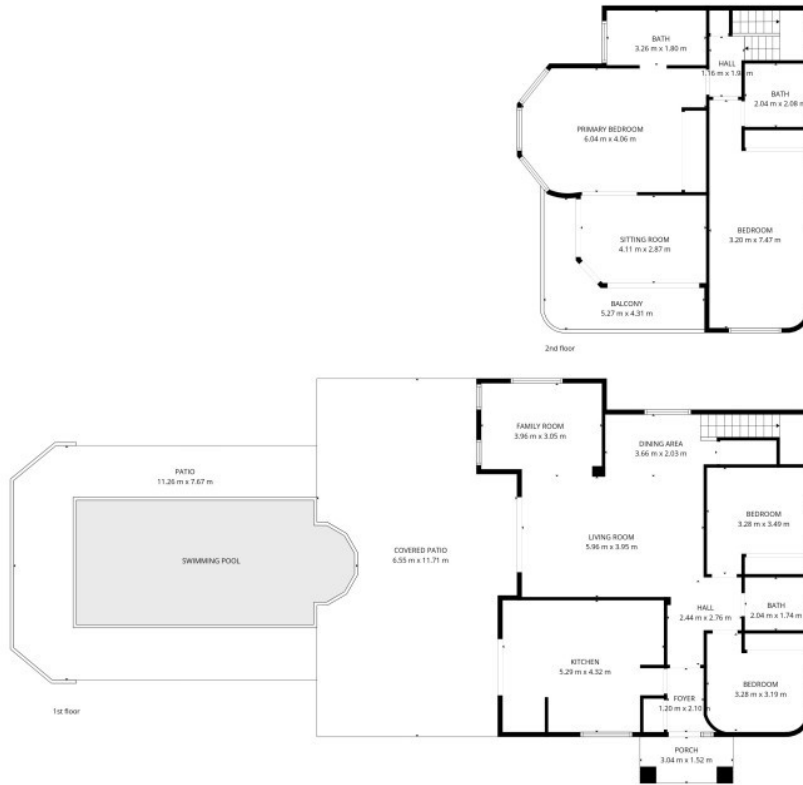 BATH
3.26 m x 1.80 m
HALL
BATH
2.04 m x 2.08 m
PRIMARY BEDROOM
6.04 m x 4.06 m
BEDROOM
3.20 m x 7.47 m
SITTING ROOM
4.11 m x 2.87 m
BALCONY
5.27 m x 4.31 m
2nd floor
FAMILY ROOM
3.96 m x 3.05 m
DINING AREA
3.66 m x 2.03 m
PATIO
11.26 m x 7.67 m
BEDROOM
3.28 m x 3.49 m
LIVING ROOM
5.96 m x 3.95 m
COVERED PATIO
6.55 m x 11.71 m
SWIMMING POOL
HALL
2.44 m x 2.76 m
BATH
2.04 m x 1.74 m
KITCHEN
5.29 m x 4.32 m
BEDROOM
3.28 m x 3.19 m
FOYER
1.20 m x 2.10 m
1st floor
PORCH
3.04 m x 1.52 m